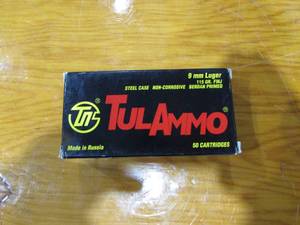 9 mm Luger
115 GR. FMJ
STEEL CASE NON-CORROSIVE BERDAN PRIMED
TULAMMO®
Made in Russia
50 CARTRIDGES